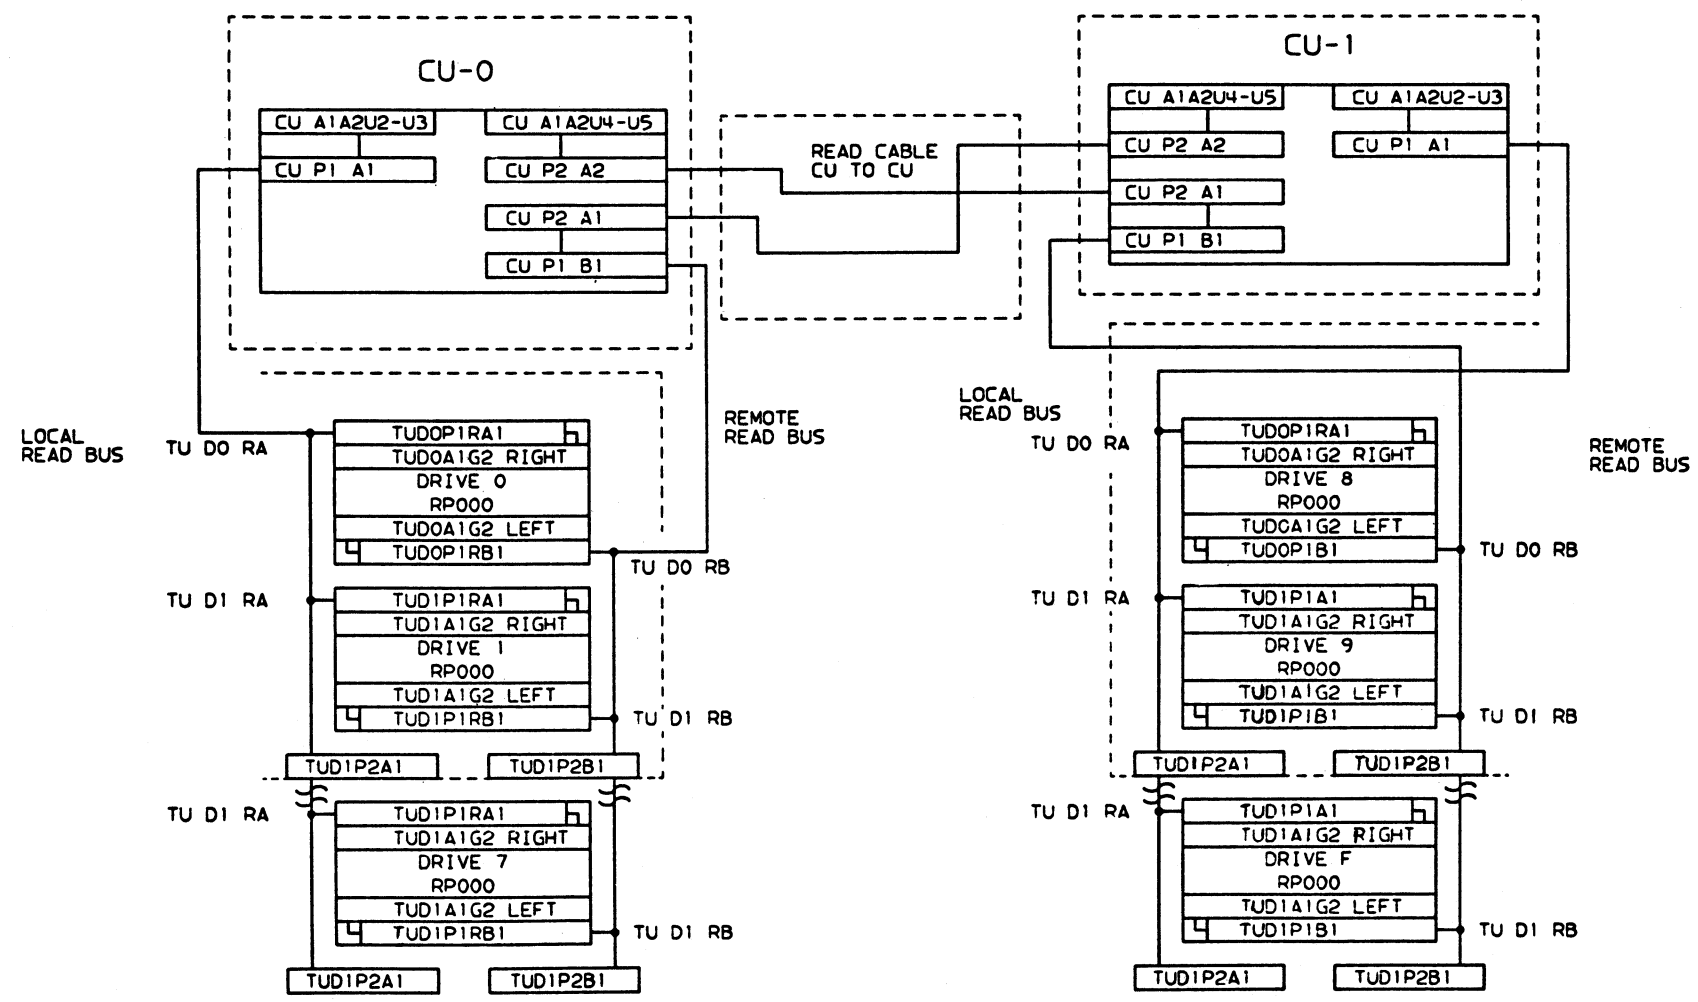 CU-0
CU A1A2U2-U3
CU A1A2U4-U5
CU P1 A1
CU P2 A2
CU P2 A1
CU P1 B1
READ CABLE
CU TO CU
CU-1
CU A1A2U4-U5
CU A1A2U2-U3
CU P2 A2
CU P1 A1
CU P2 A1
CU P1 B1
LOCAL
READ BUS
TU D0 RA
TUD0P1RA1
TUD0A1G2 RIGHT
DRIVE 0
RP000
TUD0A1G2 LEFT
TUD0P1RB1
REMOTE
READ BUS
TU D0 RB
TU D1 RA
TUD1P1RA1
TUD1A1G2 RIGHT
DRIVE 1
RP000
TUD1A1G2 LEFT
TUD1P1RB1
TU D1 RB
TUD1P2A1
TUD1P2B1
TU D1 RA
TUD1P1RA1
TUD1A1G2 RIGHT
DRIVE 7
RP000
TUD1A1G2 LEFT
TUD1P1RB1
TU D1 RB
TUD1P2A1
TUD1P2B1
LOCAL
READ BUS
TU D0 RA
TUD0P1RA1
TUD0A1G2 RIGHT
DRIVE 8
RP000
TUD0A1G2 LEFT
TUD0P1B1
REMOTE
READ BUS
TU D0 RB
TU D1 RA
TUD1P1A1
TUD1A1G2 RIGHT
DRIVE 9
RP000
TUD1A1G2 LEFT
TUD1P1B1
TU D1 RB
TUD1P2A1
TUD1P2B1
TU D1 RA
TUD1P1A1
TUD1A1G2 RIGHT
DRIVE F
RP000
TUD1A1G2 LEFT
TUD1P1B1
TU D1 RB
TUD1P2A1
TUD1P2B1